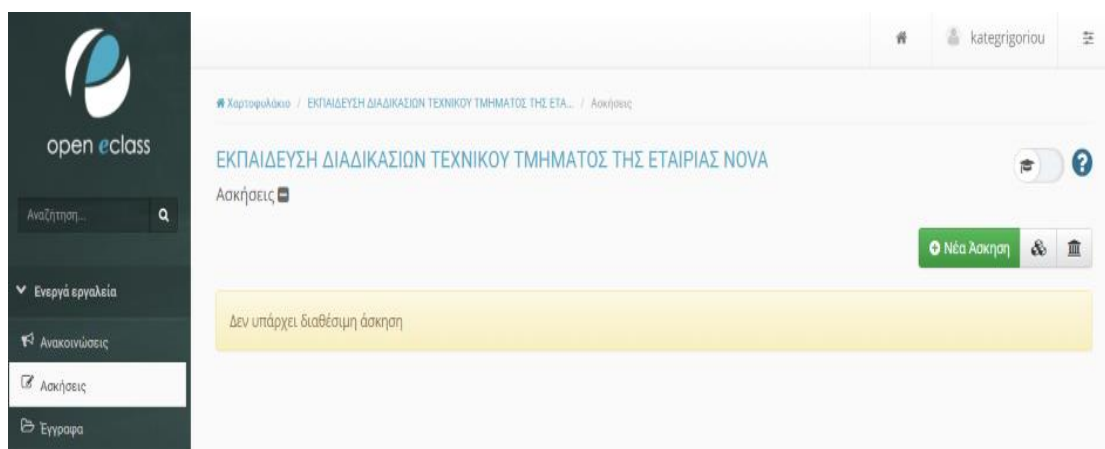 kategrigoriou
Χαρτοφυλάκιο / ΕΚΠΑΙΔΕΥΣΗ ΔΙΑΔΙΚΑΣΙΩΝ ΤΕΧΝΙΚΟΥ ΤΜΗΜΑΤΟΣ ΤΗΣ ΕΤΑ... / Ασκήσεις
open eclass
ΕΚΠΑΙΔΕΥΣΗ ΔΙΑΔΙΚΑΣΙΩΝ ΤΕΧΝΙΚΟΥ ΤΜΗΜΑΤΟΣ ΤΗΣ ΕΤΑΙΡΙΑΣ NOVA
Ασκήσεις
Αναζήτηση...
Νέα Άσκηση
Ενεργά εργαλεία
Δεν υπάρχει διαθέσιμη άσκηση
Ανακοινώσεις
Ασκήσεις
Έγγραφα